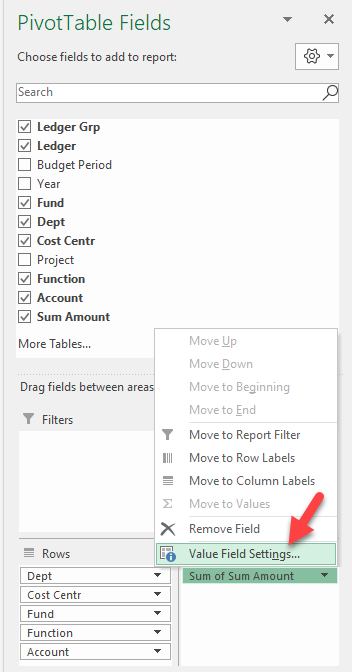 PivotTable Fields
Choose fields to add to report:
Search
Ledger Grp
Ledger
Budget Period
Year
Fund
Dept
Cost Centr
Project
Function
Account
Sum Amount
More Tables...
Drag fields between areas
Filters
Move Up
Move Down
Move to Beginning
Move to End
Move to Report Filter
Move to Row Labels
Move to Column Labels
Move to Values
Remove Field
Value Field Settings...
Rows
Dept
Cost Centr
Fund
Function
Account
Sum of Sum Amount